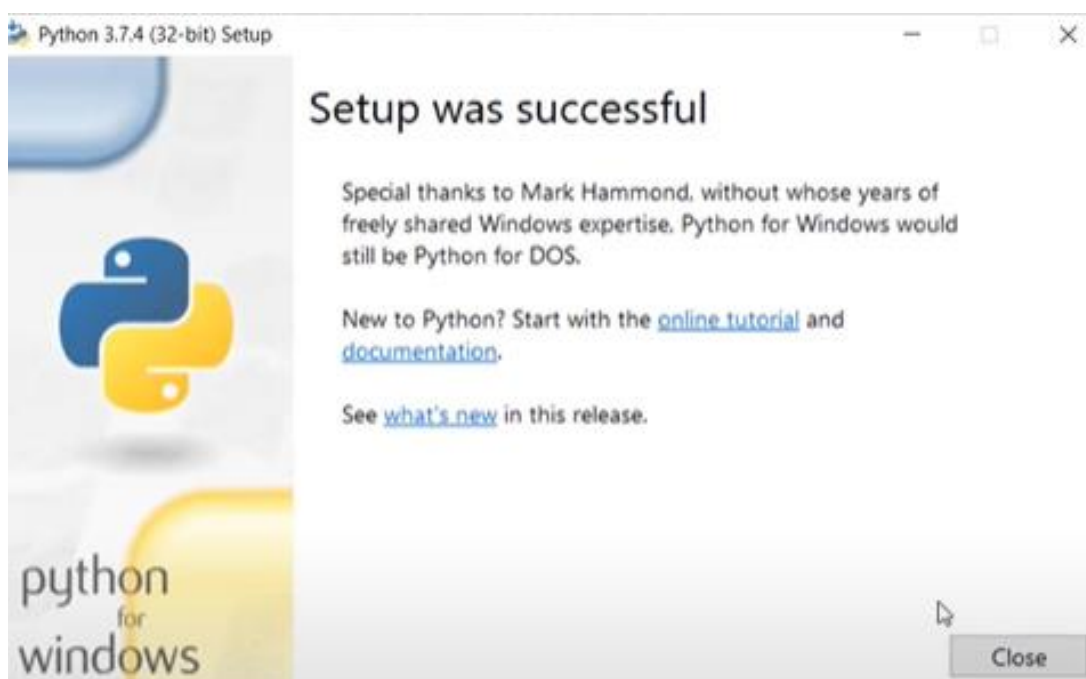 Python 3.7.4 (32-bit) Setup
Setup was successful
Special thanks to Mark Hammond, without whose years of
freely shared Windows expertise, Python for Windows would
still be Python for DOS.
New to Python? Start with the online tutorial and
documentation.
See what's new in this release.
python
for
windows
Close